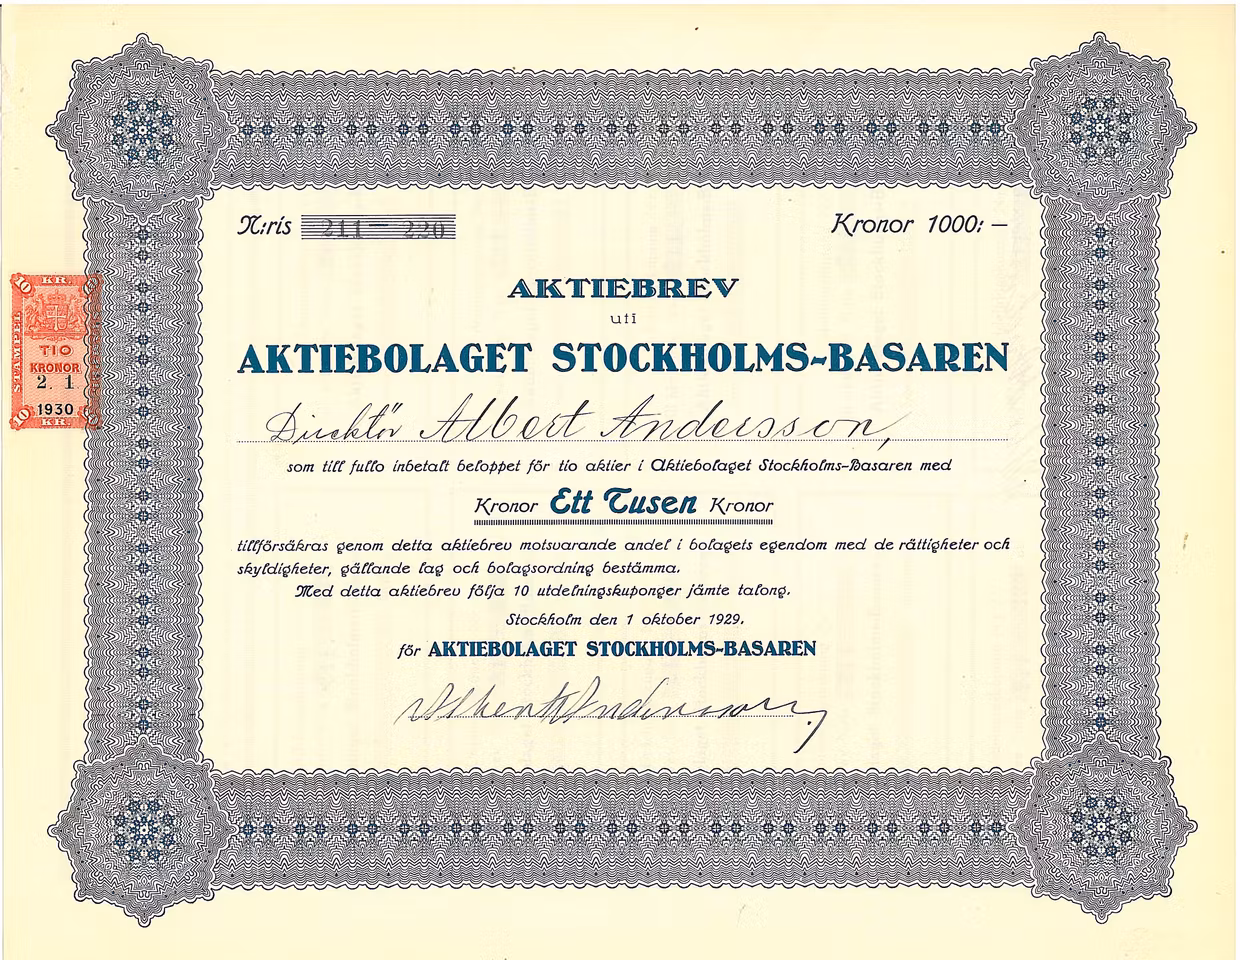 N:ris 211 — 220 Kronor 1000: —
AKTIEBREV
uti
AKTIEBOLAGET STOCKHOLMS-BASAREN
Direktör Albert Andersson,
som till fullo inbetalt beloppet för tio aktier i Aktiebolaget Stockholms-Basaren med
Kronor Ett Tusen Kronor
tillförsäkras genom detta aktiebrev motsvarande andel i bolagets egendom med de rättigheter och
skyldigheter, gällande lag och bolagsordning bestämma.
Med detta aktiebrev följa 10 utdelningskuponger jämte talong.
Stockholm den 1 oktober 1929.
för AKTIEBOLAGET STOCKHOLMS-BASAREN
Albert Andersson
10 KR.
STÄMPEL
TIO
KRONOR
2. 1
1930
10 KR